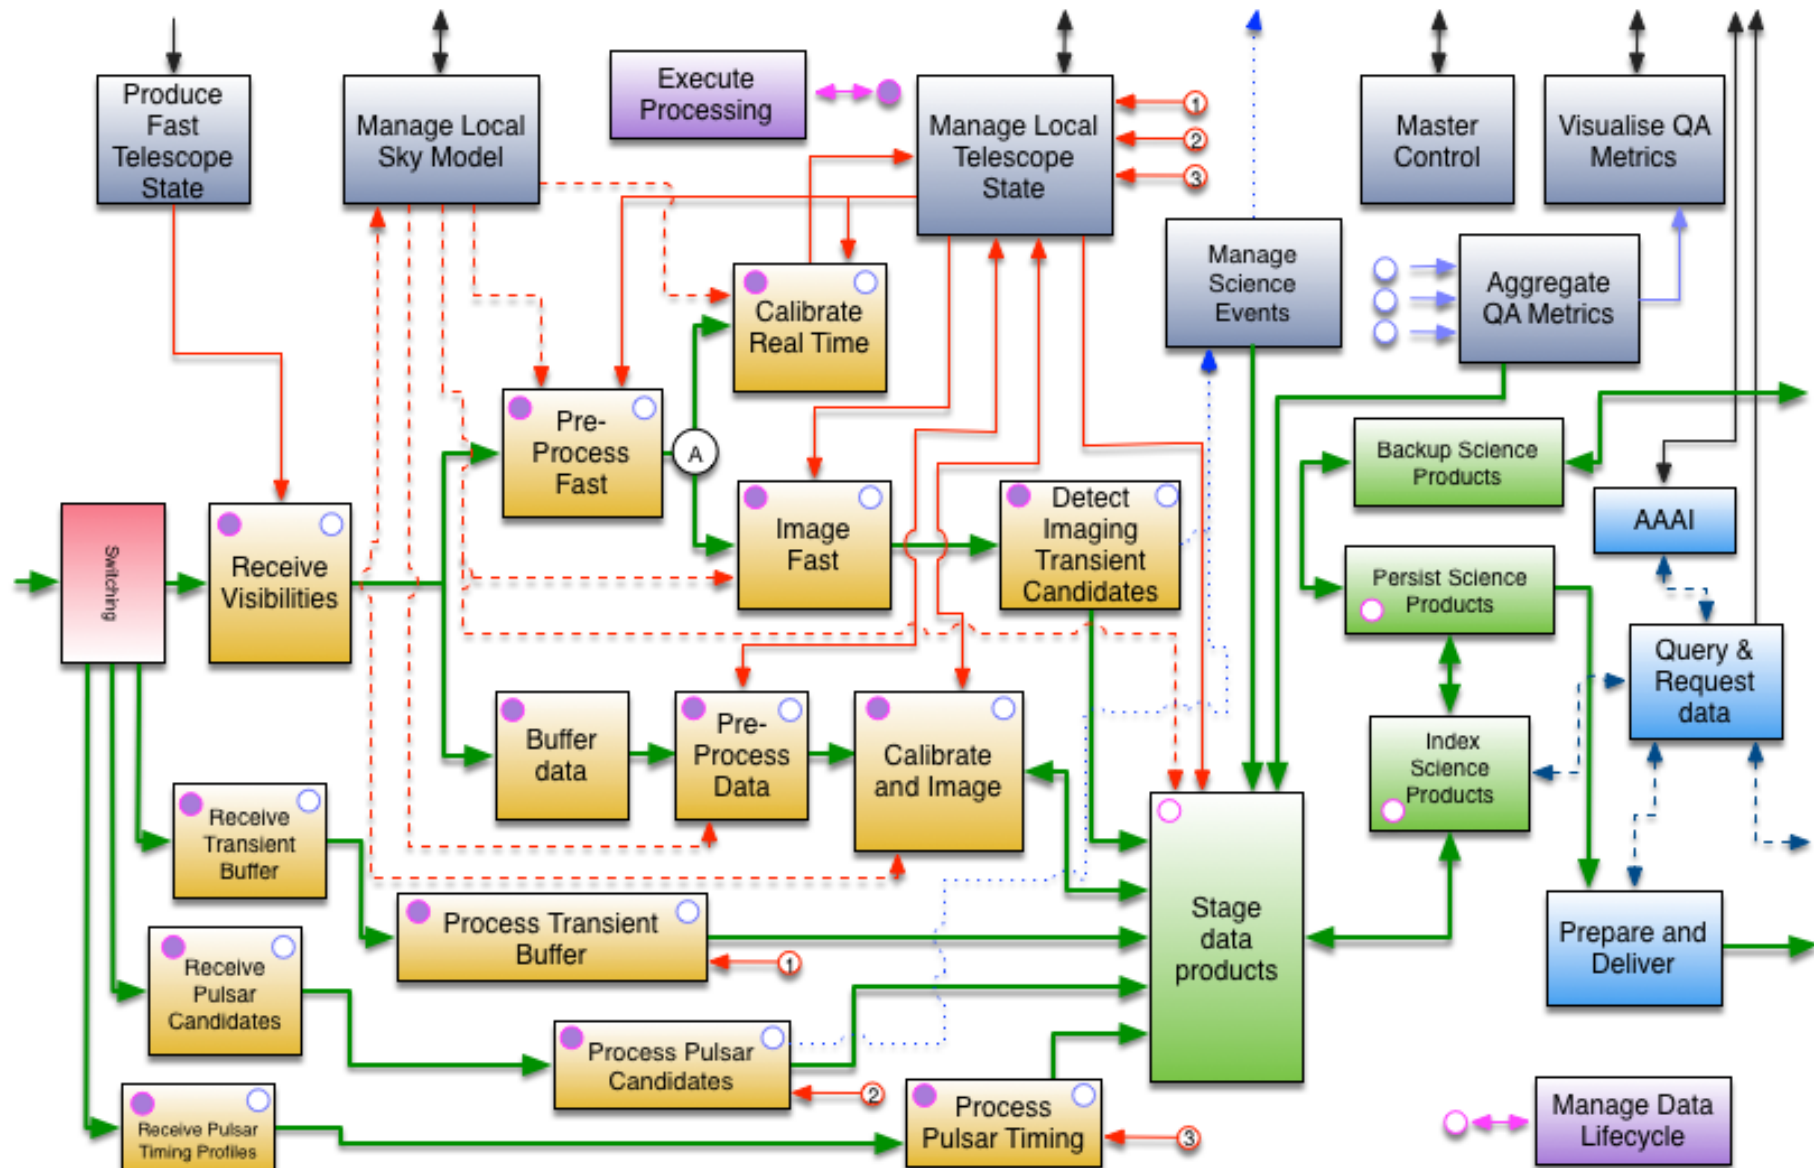 Produce
Fast
Telescope
State
Manage Local
Sky Model
Execute
Processing
Manage Local
Telescope
State
1
2
3
Master
Control
Visualise QA
Metrics
Manage
Science
Events
Aggregate
QA Metrics
Calibrate
Real Time
Pre-
Process
Fast
A
Backup Science
Products
Switching
Receive
Visibilities
Image
Fast
Detect
Imaging
Transient
Candidates
AAAI
Persist Science
Products
Query &
Request
data
Buffer
data
Pre-
Process
Data
Calibrate
and Image
Index
Science
Products
Receive
Transient
Buffer
Process Transient
Buffer
1
Stage
data
products
Prepare and
Deliver
Receive
Pulsar
Candidates
Process Pulsar
Candidates
2
Receive Pulsar
Timing Profiles
Process
Pulsar Timing
3
Manage Data
Lifecycle